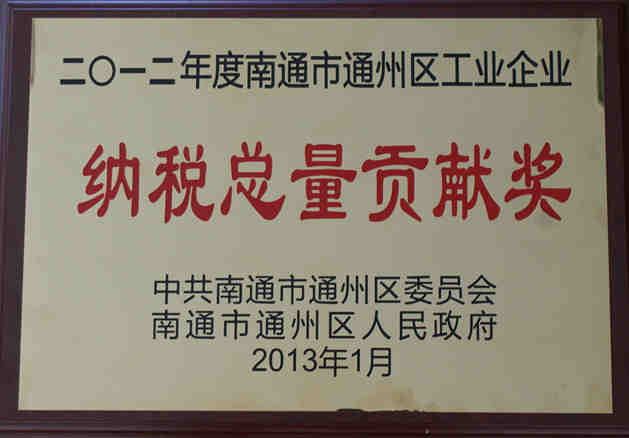 二〇一二年度南通市通州区工业企业
纳税总量贡献奖
中共南通市通州区委员会
南通市通州区人民政府
2013年1月